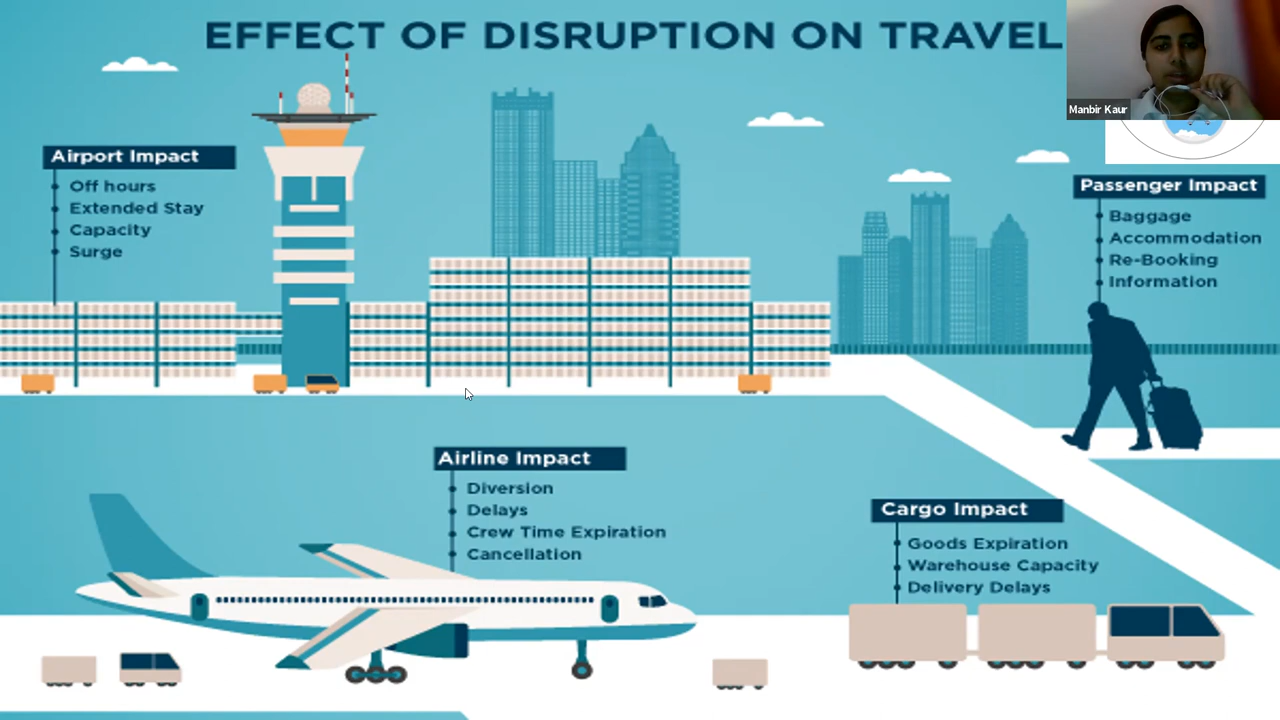 EFFECT OF DISRUPTION ON TRAVEL
Manbir Kaur
Airport Impact
Off hours
Extended Stay
Capacity
Surge
Passenger Impact
Baggage
Accommodation
Re-Booking
Information
Airline Impact
Diversion
Delays
Crew Time Expiration
Cancellation
Cargo Impact
Goods Expiration
Warehouse Capacity
Delivery Delays